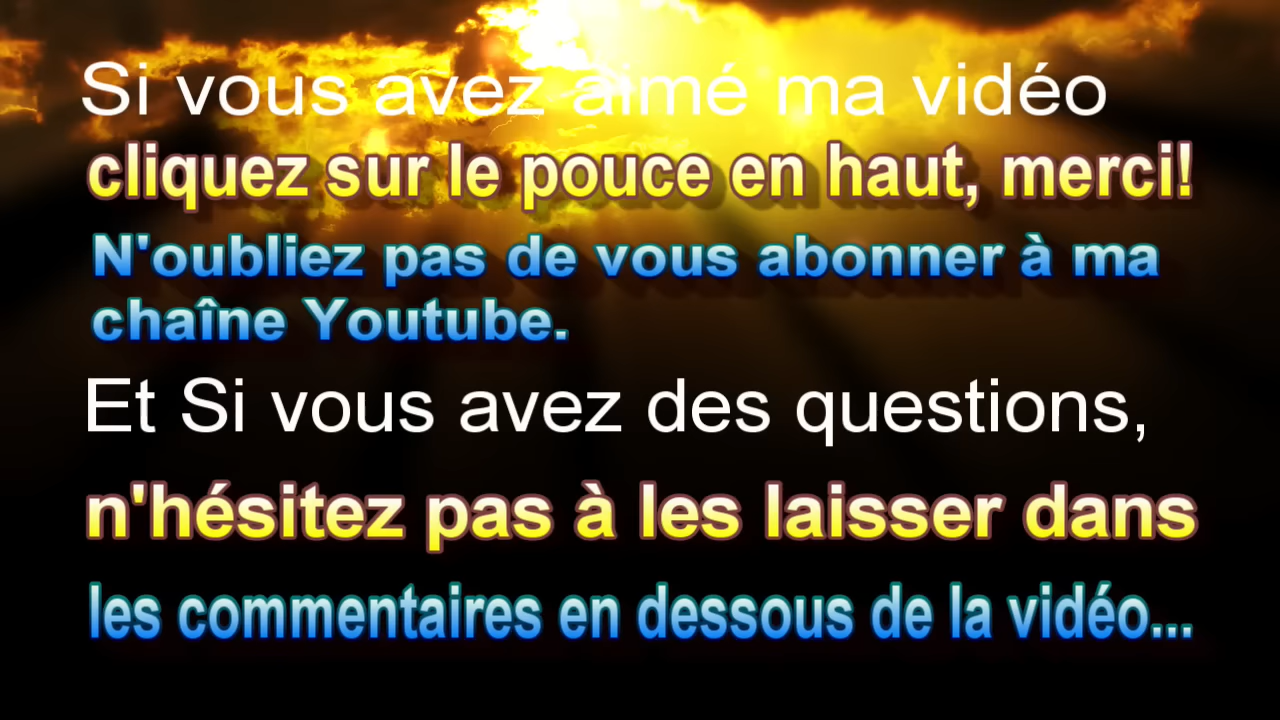 Si vous avez aimé ma vidéo
cliquez sur le pouce en haut, merci!
N'oubliez pas de vous abonner à ma
chaîne Youtube.
Et Si vous avez des questions,
n'hésitez pas à les laisser dans
les commentaires en dessous de la vidéo...